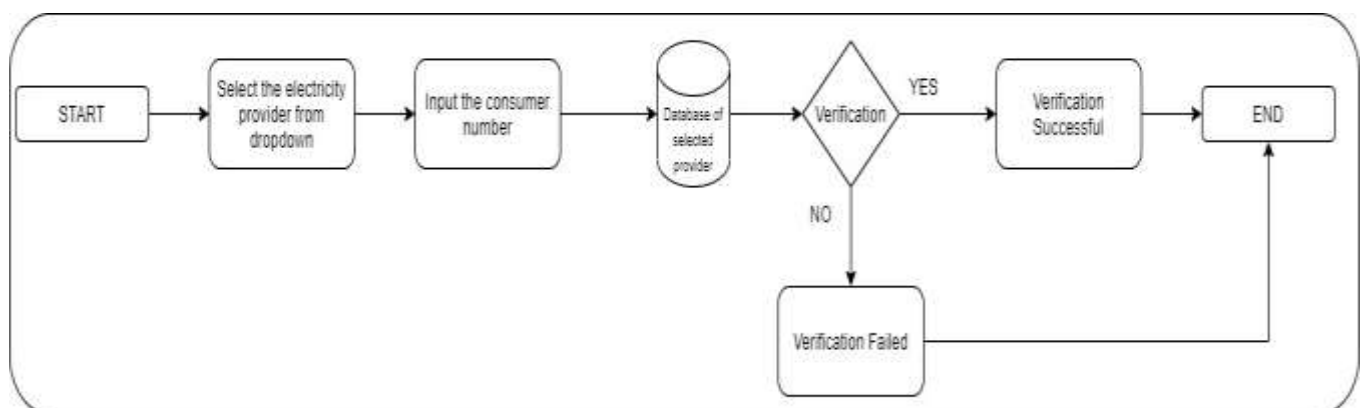 START
Select the electricity
provider from
dropdown
Input the consumer
number
Database of
selected
provider
Verification
YES
Verification
Successful
END
NO
Verification Failed